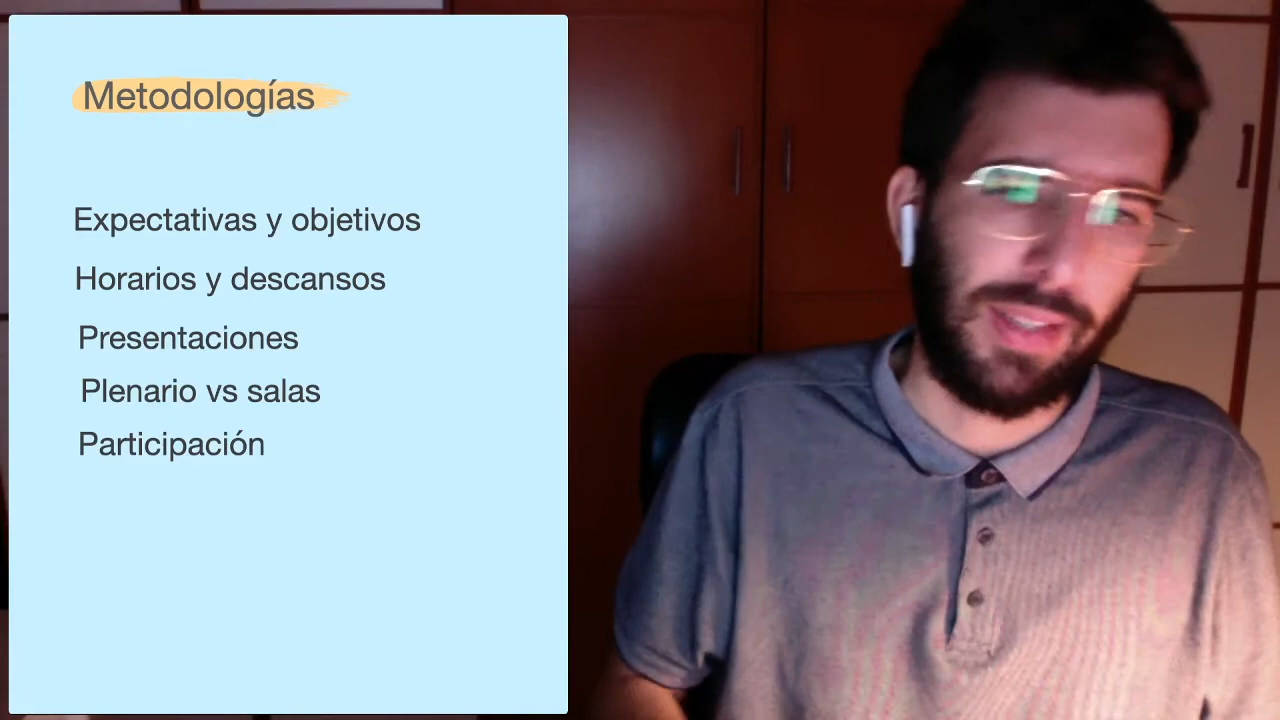 Metodologías
Expectativas y objetivos
Horarios y descansos
Presentaciones
Plenario vs salas
Participación